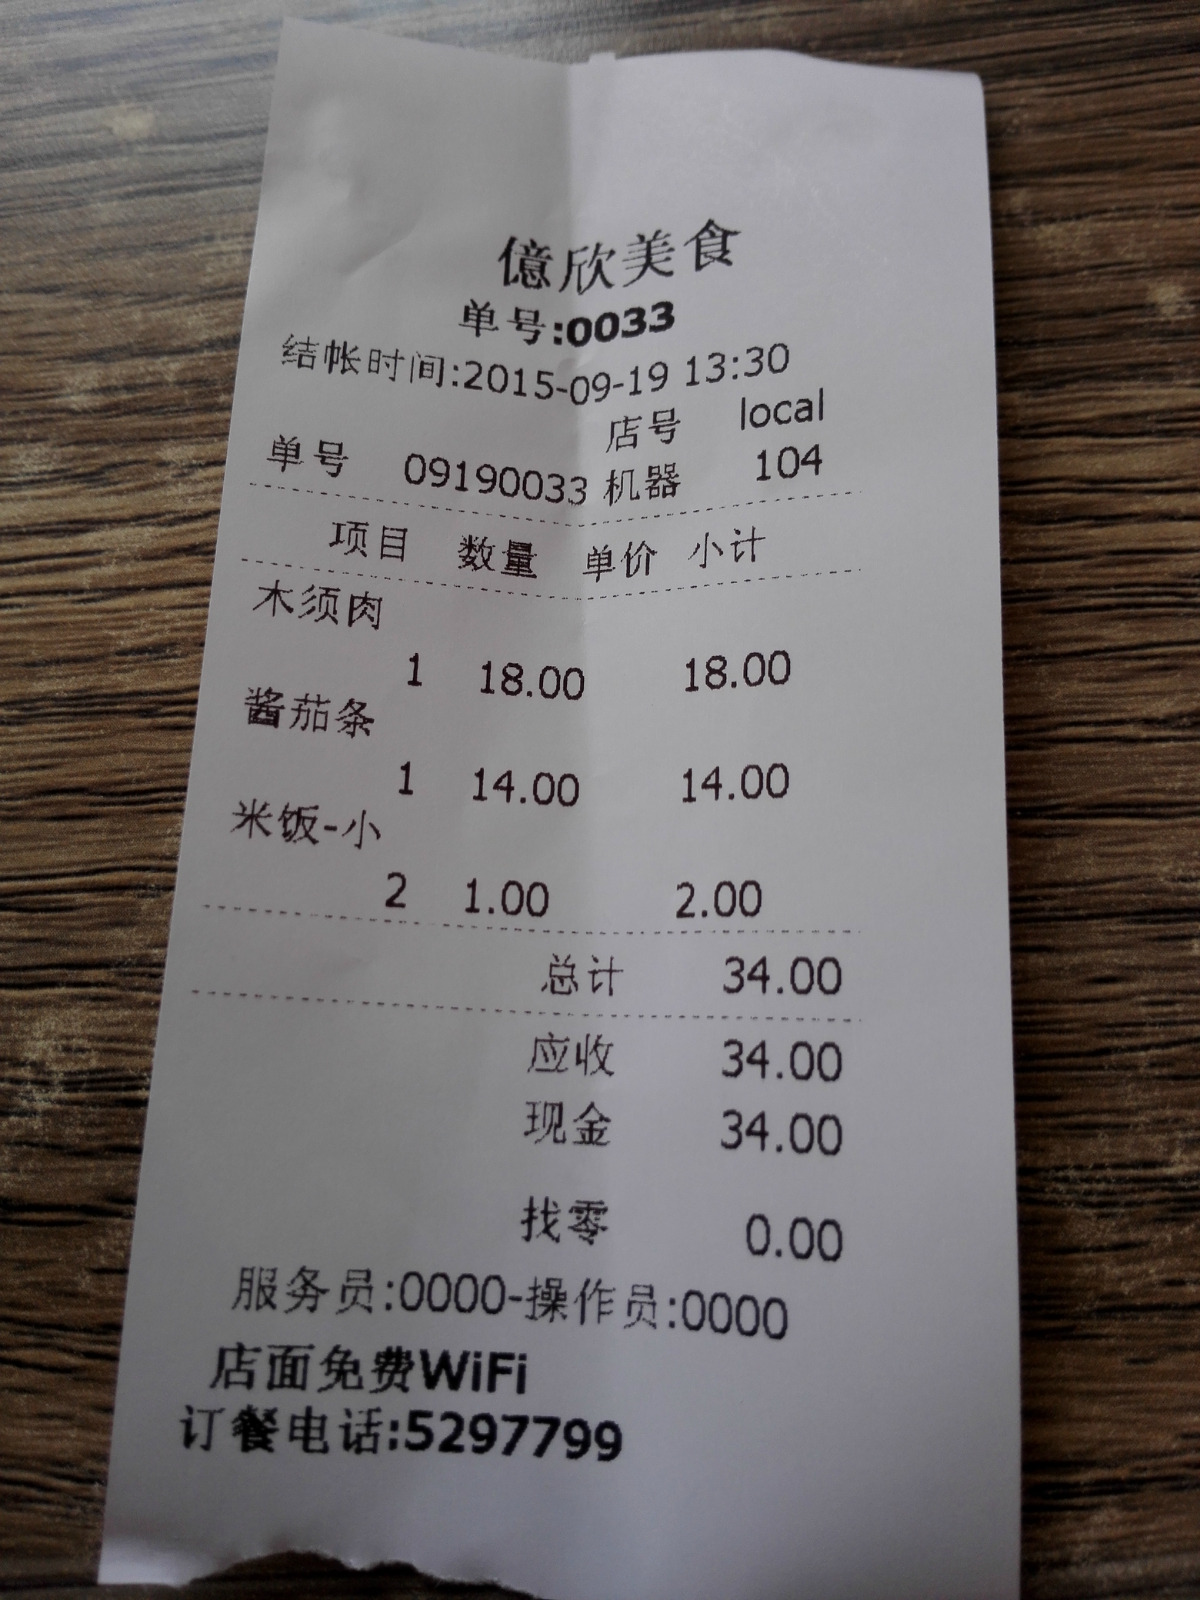 億欣美食
单号:0033
结帐时间:2015-09-19 13:30
店号 local
单号 09190033 机器 104
项目 数量 单价 小计
木须肉
1 18.00 18.00
酱茄条
1 14.00 14.00
米饭-小
2 1.00 2.00
总计 34.00
应收 34.00
现金 34.00
找零 0.00
服务员:0000-操作员:0000
店面免费WiFi
订餐电话:5297799